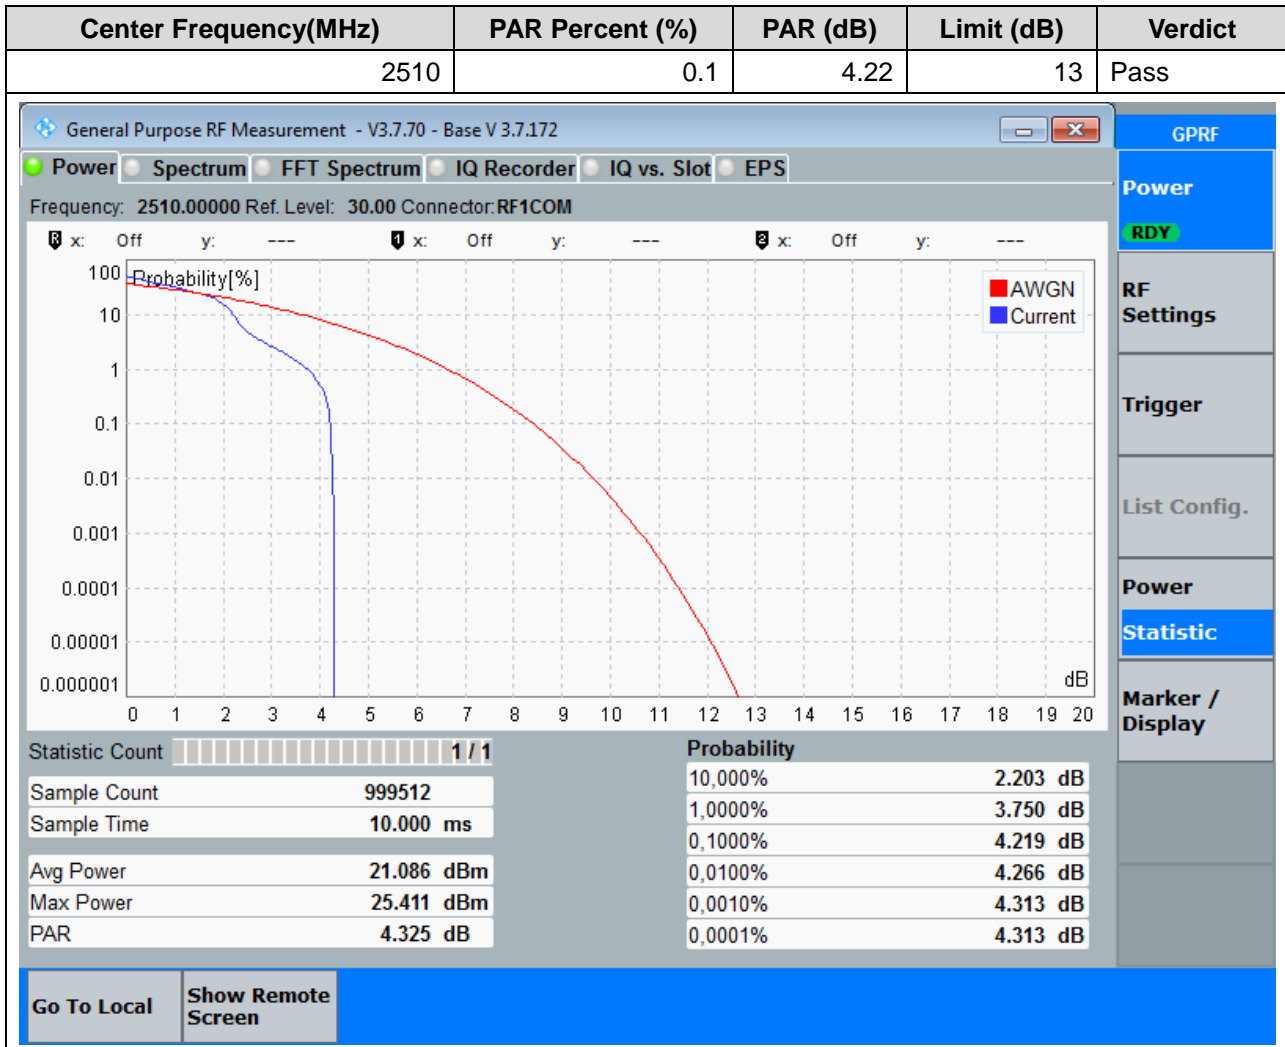 Center Frequency(MHz) PAR Percent (%) PAR (dB) Limit (dB) Verdict
2510 0.1 4.22 13 Pass
General Purpose RF Measurement - V3.7.70 - Base V 3.7.172
GPRF
Power Spectrum FFT Spectrum IQ Recorder IQ vs. Slot EPS
Frequency: 2510.00000 Ref. Level: 30.00 Connector: RF1COM
R x: Off y: --- 1 x: Off y: --- 2 x: Off y: ---
Probability[%]
AWGN
Current
100
10
1
0.1
0.01
0.001
0.0001
0.00001
0.000001
dB
0 1 2 3 4 5 6 7 8 9 10 11 12 13 14 15 16 17 18 19 20
Statistic Count 1 / 1
Sample Count 999512
Sample Time 10.000 ms
Avg Power 21.086 dBm
Max Power 25.411 dBm
PAR 4.325 dB
Probability
10,000% 2.203 dB
1,0000% 3.750 dB
0,1000% 4.219 dB
0,0100% 4.266 dB
0,0010% 4.313 dB
0,0001% 4.313 dB
Power
RDY
RF
Settings
Trigger
List Config.
Power
Statistic
Marker /
Display
Go To Local
Show Remote
Screen